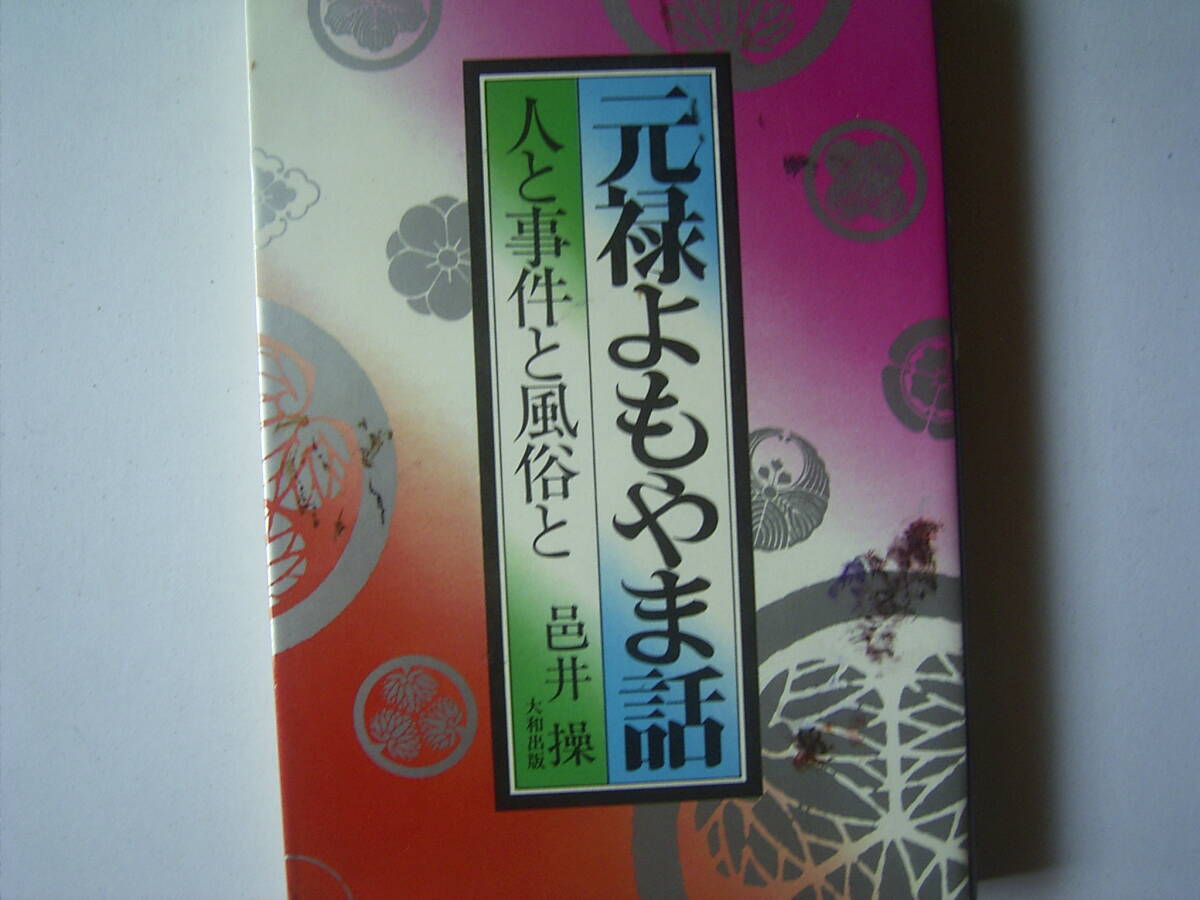 元禄よもやま話
人と事件と風俗と
邑井 操
大和出版